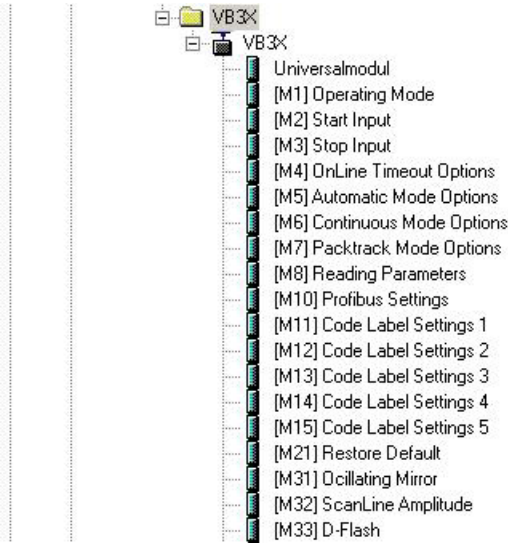 VB3X
VB3X
Universalmodul
[M1] Operating Mode
[M2] Start Input
[M3] Stop Input
[M4] OnLine Timeout Options
[M5] Automatic Mode Options
[M6] Continuous Mode Options
[M7] Packtrack Mode Options
[M8] Reading Parameters
[M10] Profibus Settings
[M11] Code Label Settings 1
[M12] Code Label Settings 2
[M13] Code Label Settings 3
[M14] Code Label Settings 4
[M15] Code Label Settings 5
[M21] Restore Default
[M31] Ocillating Mirror
[M32] ScanLine Amplitude
[M33] D-Flash